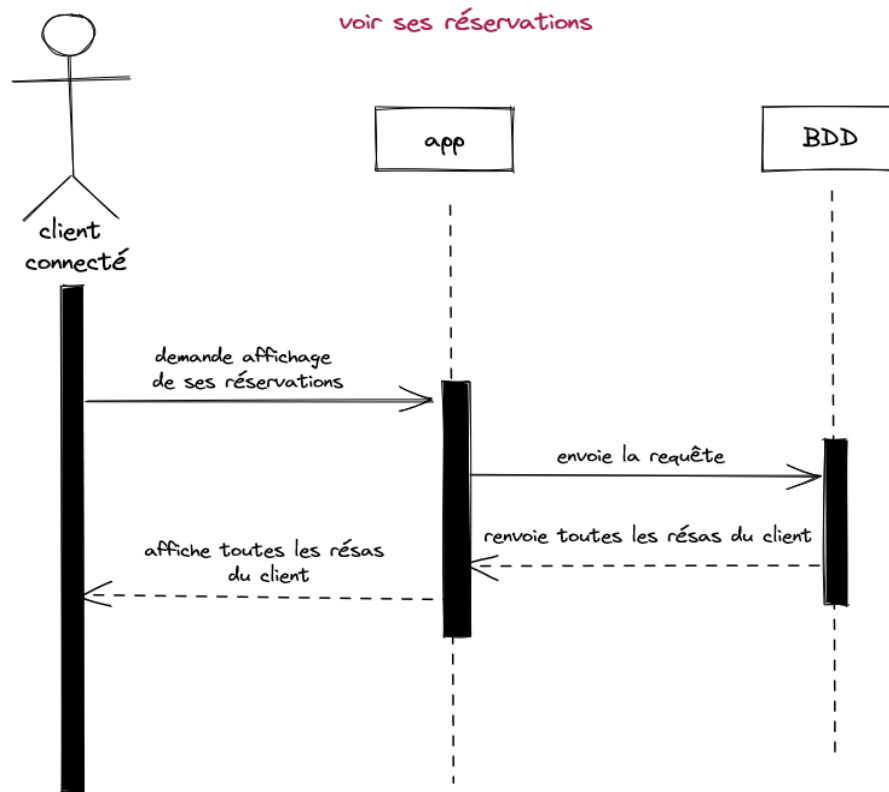 voir ses réservations
app
BDD
client
connecté
demande affichage
de ses réservations
envoie la requête
renvoie toutes les résas du client
affiche toutes les résas
du client